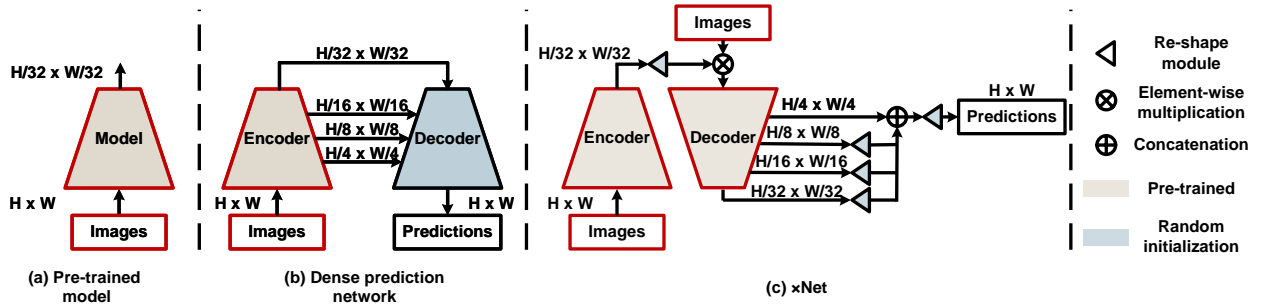 H/32 x W/32
Model
H x W
Images
(a) Pre-trained
model
H/32 x W/32
H/16 x W/16
Encoder
H/8 x W/8
Decoder
H/4 x W/4
H x W
H x W
Images
Predictions
(b) Dense prediction
network
Images
H/32 x W/32
H/4 x W/4
H x W
Encoder
Decoder
H/8 x W/8
Predictions
H/16 x W/16
H/32 x W/32
H x W
Images
(c) ×Net
Re-shape
module
Element-wise
multiplication
Concatenation
Pre-trained
Random
initialization